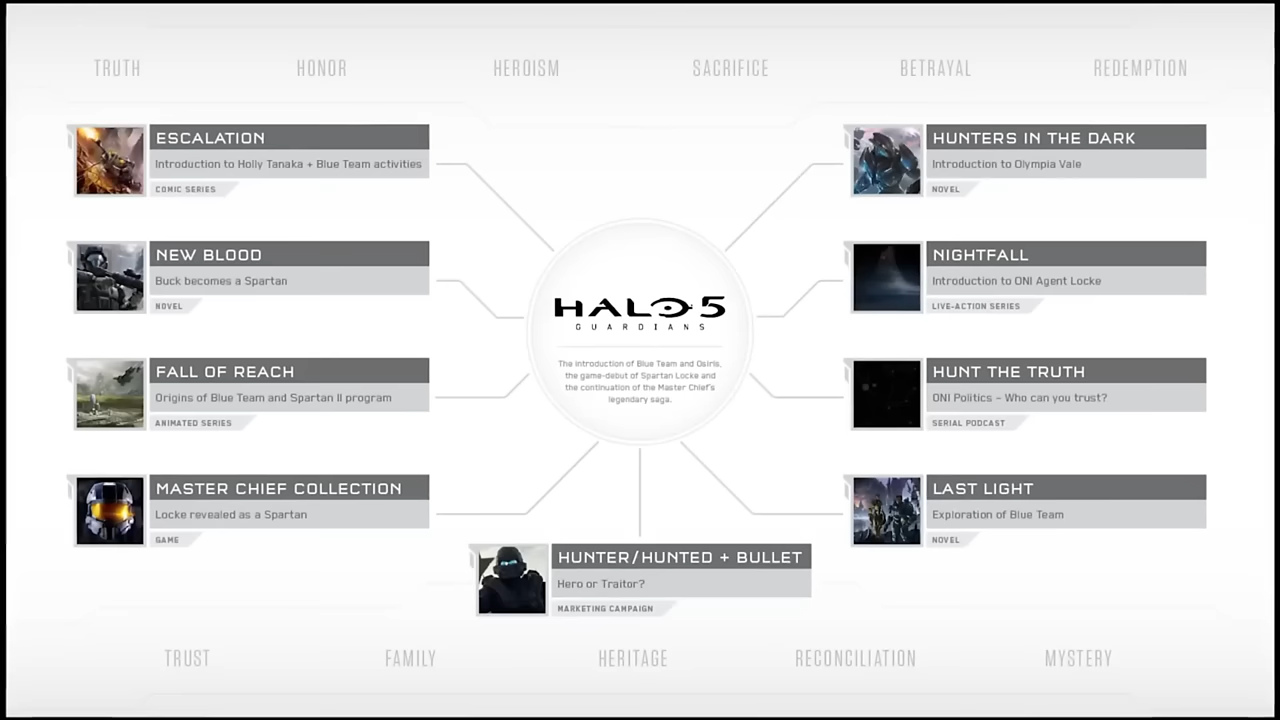 TRUTH HONOR HEROISM SACRIFICE BETRAYAL REDEMPTION
ESCALATION
Introduction to Holly Tanaka + Blue Team activities
COMIC SERIES
NEW BLOOD
Buck becomes a Spartan
NOVEL
FALL OF REACH
Origins of Blue Team and Spartan II program
ANIMATED SERIES
MASTER CHIEF COLLECTION
Locke revealed as a Spartan
GAME
HALO 5
GUARDIANS
The introduction of Blue Team and Osiris,
the game-debut of Spartan Locke and
the continuation of the Master Chief's
legendary saga.
HUNTERS IN THE DARK
Introduction to Olympia Vale
NOVEL
NIGHTFALL
Introduction to ONI Agent Locke
LIVE-ACTION SERIES
HUNT THE TRUTH
ONI Politics – Who can you trust?
SERIAL PODCAST
LAST LIGHT
Exploration of Blue Team
NOVEL
HUNTER/HUNTED + BULLET
Hero or Traitor?
MARKETING CAMPAIGN
TRUST FAMILY HERITAGE RECONCILIATION MYSTERY